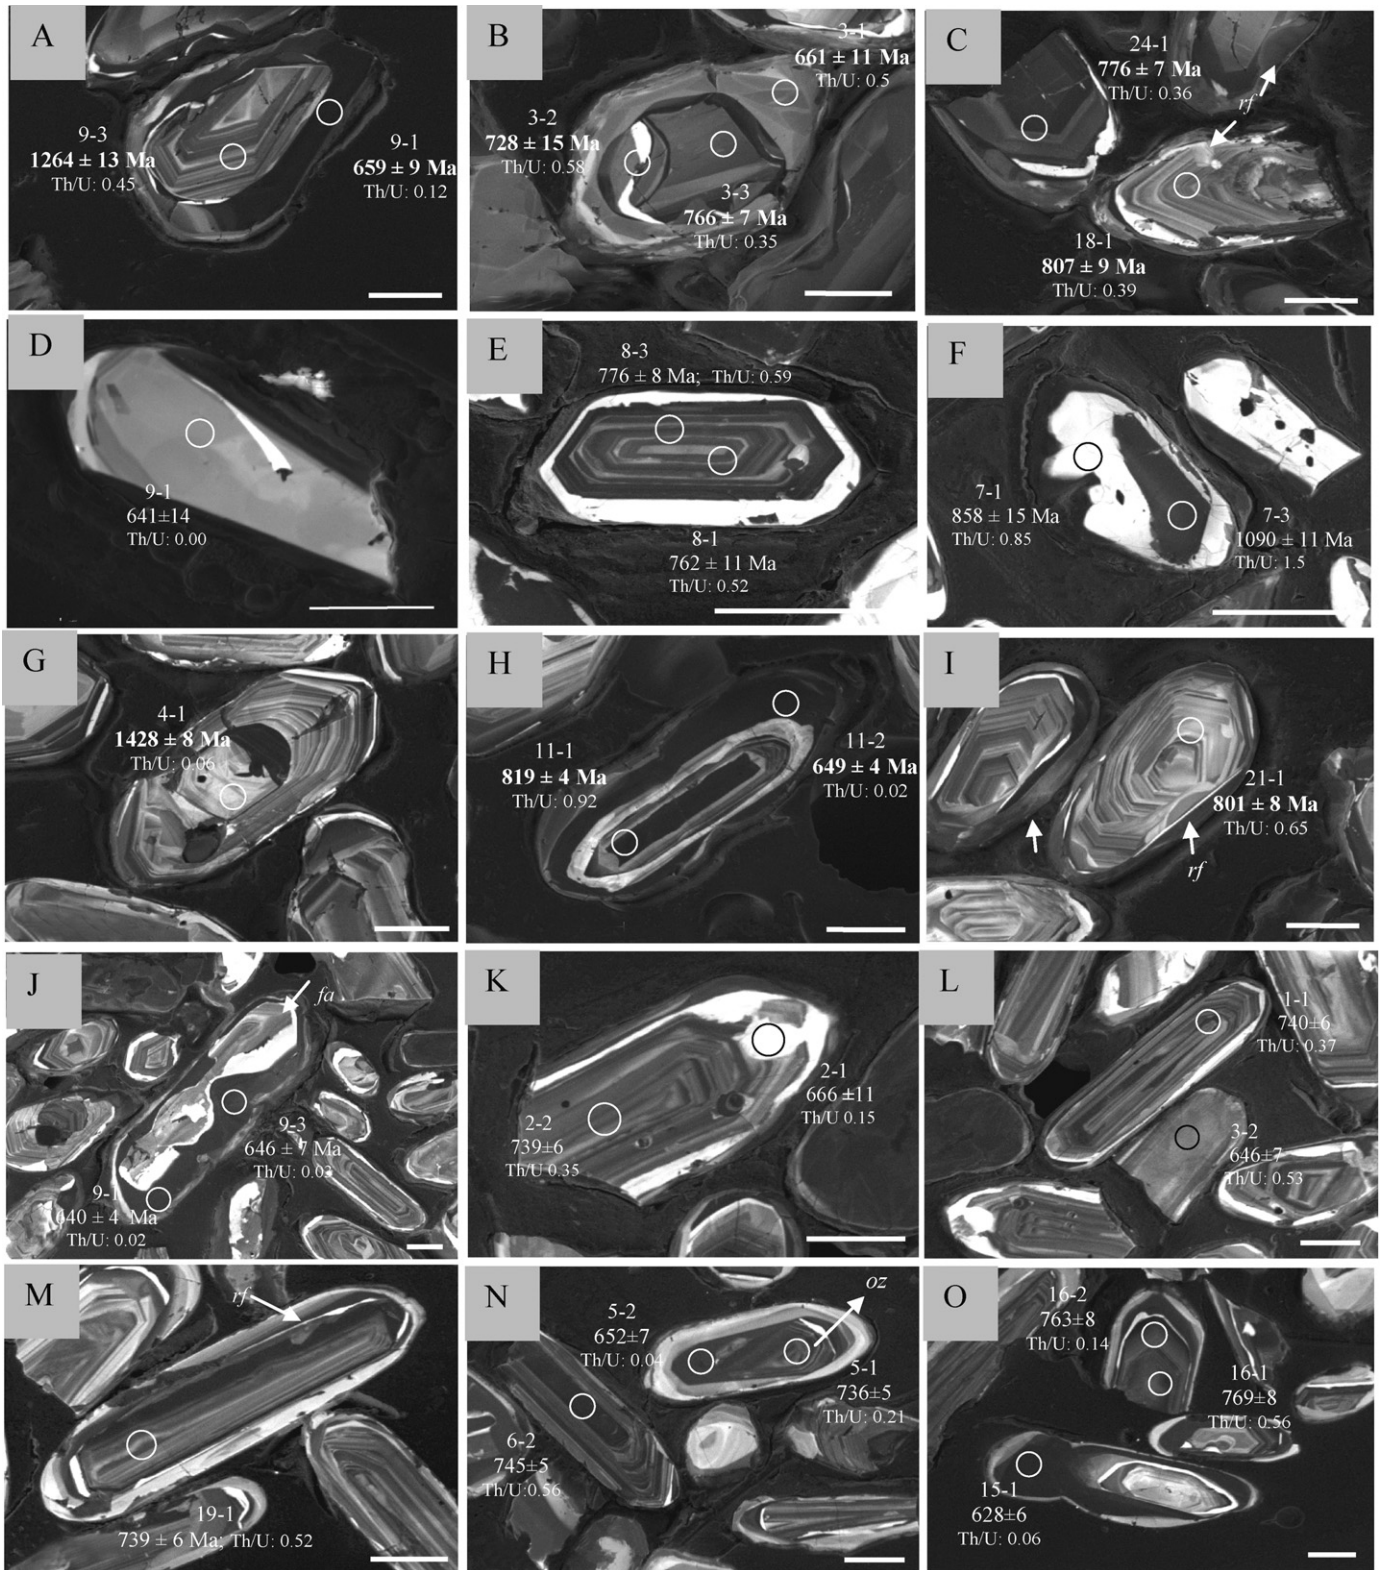 A
9-3
1264 ± 13 Ma
Th/U: 0.45
9-1
659 ± 9 Ma
Th/U: 0.12
B
3-1
661 ± 11 Ma
Th/U: 0.5
3-2
728 ± 15 Ma
Th/U: 0.58
3-3
766 ± 7 Ma
Th/U: 0.35
C
24-1
776 ± 7 Ma
Th/U: 0.36
rf
18-1
807 ± 9 Ma
Th/U: 0.39
D
9-1
641±14
Th/U: 0.00
E
8-3
776 ± 8 Ma; Th/U: 0.59
8-1
762 ± 11 Ma
Th/U: 0.52
F
7-1
858 ± 15 Ma
Th/U: 0.85
7-3
1090 ± 11 Ma
Th/U: 1.5
G
4-1
1428 ± 8 Ma
Th/U: 0.06
H
11-1
819 ± 4 Ma
Th/U: 0.92
11-2
649 ± 4 Ma
Th/U: 0.02
I
21-1
801 ± 8 Ma
Th/U: 0.65
rf
J
fa
9-3
646 ± 7 Ma
Th/U: 0.03
9-1
640 ± 4 Ma
Th/U: 0.02
K
2-1
666 ±11
Th/U 0.15
2-2
739±6
Th/U 0.35
L
1-1
740±6
Th/U: 0.37
3-2
646±7
Th/U: 0.53
M
rf
19-1
739 ± 6 Ma; Th/U: 0.52
N
oz
5-2
652±7
Th/U: 0.04
5-1
736±5
Th/U: 0.21
6-2
745±5
Th/U:0.56
O
16-2
763±8
Th/U: 0.14
16-1
769±8
Th/U: 0.56
15-1
628±6
Th/U: 0.06